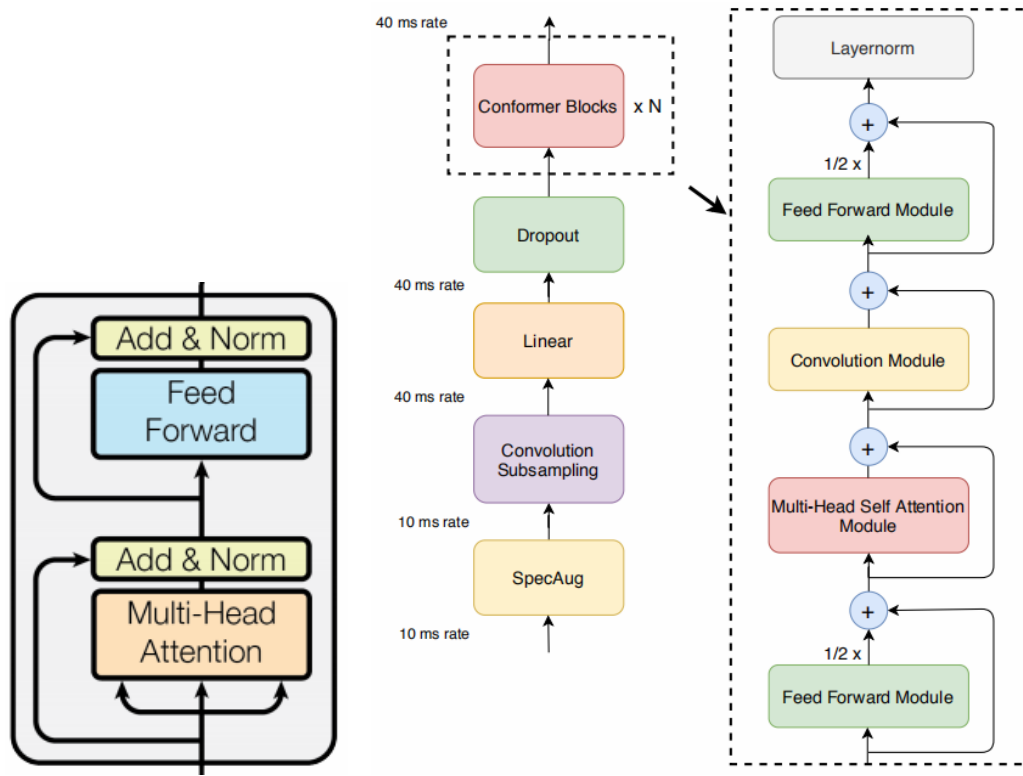 Add & Norm
Feed
Forward
Add & Norm
Multi-Head
Attention
40 ms rate
Conformer Blocks
x N
Dropout
40 ms rate
Linear
40 ms rate
Convolution
Subsampling
10 ms rate
SpecAug
10 ms rate
Layernorm
+
1/2 x
Feed Forward Module
+
Convolution Module
+
Multi-Head Self Attention
Module
+
1/2 x
Feed Forward Module